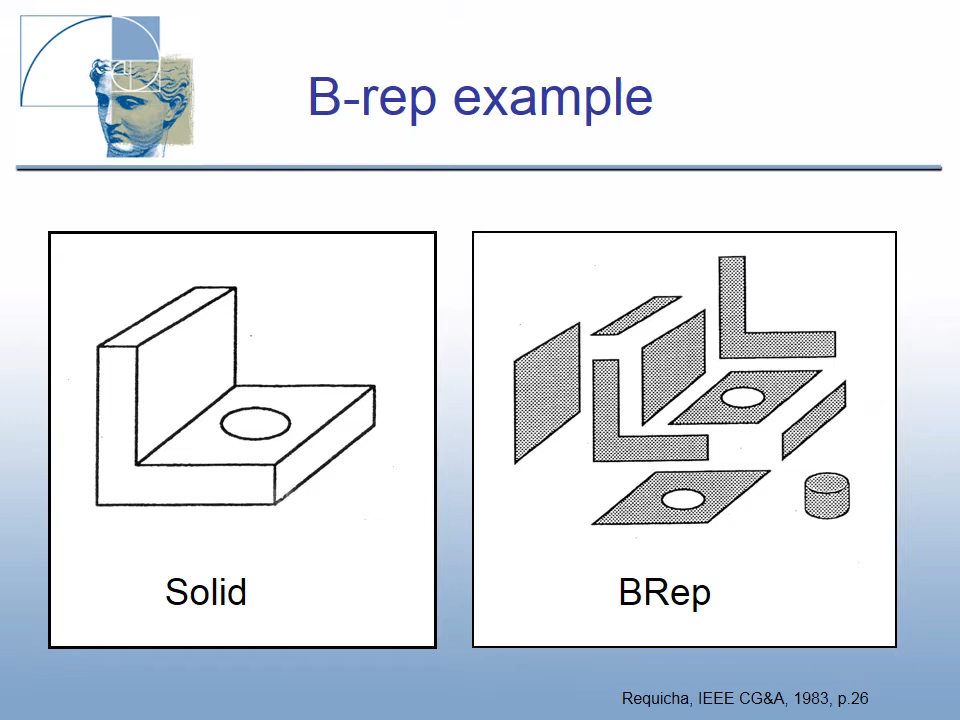 B-rep example
Solid
BRep
Requicha, IEEE CG&A, 1983, p.26